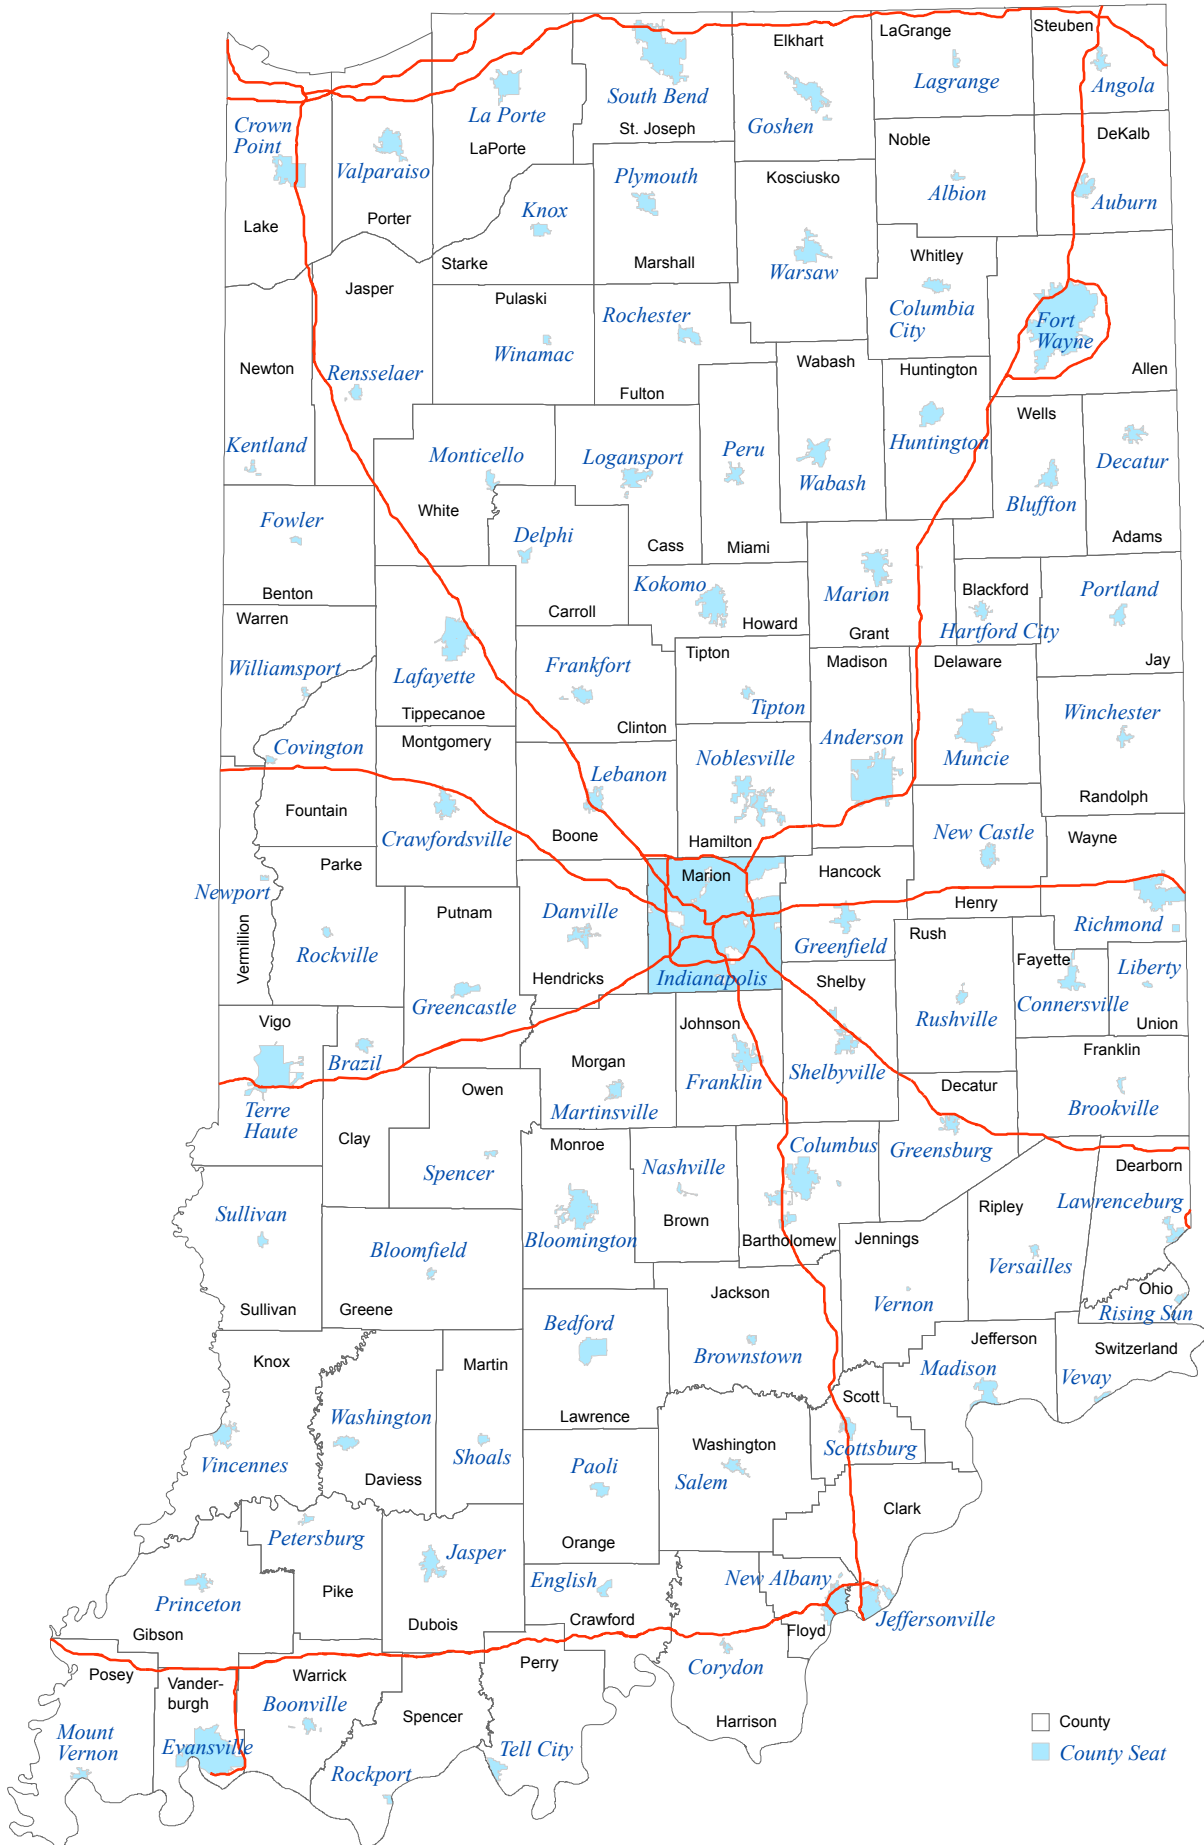 Steuben
LaGrange
Elkhart
Lagrange
Angola
South Bend
La Porte
Goshen
St. Joseph
Crown
Point
Valparaiso
LaPorte
DeKalb
Noble
Plymouth
Kosciusko
Albion
Auburn
Knox
Porter
Lake
Warsaw
Whitley
Starke
Marshall
Jasper
Pulaski
Rochester
Columbia
City
Fort
Wayne
Winamac
Newton
Rensselaer
Wabash
Huntington
Allen
Fulton
Wells
Kentland
Monticello
Logansport
Peru
Huntington
Decatur
Wabash
Bluffton
White
Fowler
Delphi
Cass
Miami
Adams
Benton
Kokomo
Marion
Blackford
Portland
Warren
Carroll
Howard
Grant
Hartford City
Williamsport
Lafayette
Frankfort
Tipton
Madison
Delaware
Jay
Tippecanoe
Clinton
Tipton
Winchester
Covington
Montgomery
Lebanon
Noblesville
Anderson
Muncie
Randolph
Fountain
Crawfordsville
Boone
Hamilton
New Castle
Wayne
Parke
Marion
Hancock
Newport
Putnam
Danville
Henry
Richmond
Vermillion
Rockville
Greenfield
Rush
Hendricks
Indianapolis
Shelby
Fayette
Liberty
Greencastle
Connersville
Vigo
Johnson
Rushville
Union
Brazil
Morgan
Franklin
Shelbyville
Franklin
Owen
Decatur
Terre
Haute
Martinsville
Brookville
Clay
Monroe
Columbus
Greensburg
Spencer
Nashville
Dearborn
Sullivan
Brown
Ripley
Lawrenceburg
Bloomfield
Bloomington
Bartholomew
Jennings
Versailles
Sullivan
Greene
Jackson
Vernon
Ohio
Rising Sun
Bedford
Jefferson
Knox
Martin
Brownstown
Madison
Switzerland
Vevay
Washington
Lawrence
Scott
Vincennes
Shoals
Paoli
Washington
Salem
Scottsburg
Daviess
Clark
Petersburg
Jasper
Orange
English
New Albany
Princeton
Pike
Dubois
Crawford
Floyd
Jeffersonville
Gibson
Perry
Corydon
Posey
Vander-
burgh
Warrick
Boonville
Spencer
Harrison
Mount
Vernon
Evansville
Rockport
Tell City
County
County Seat